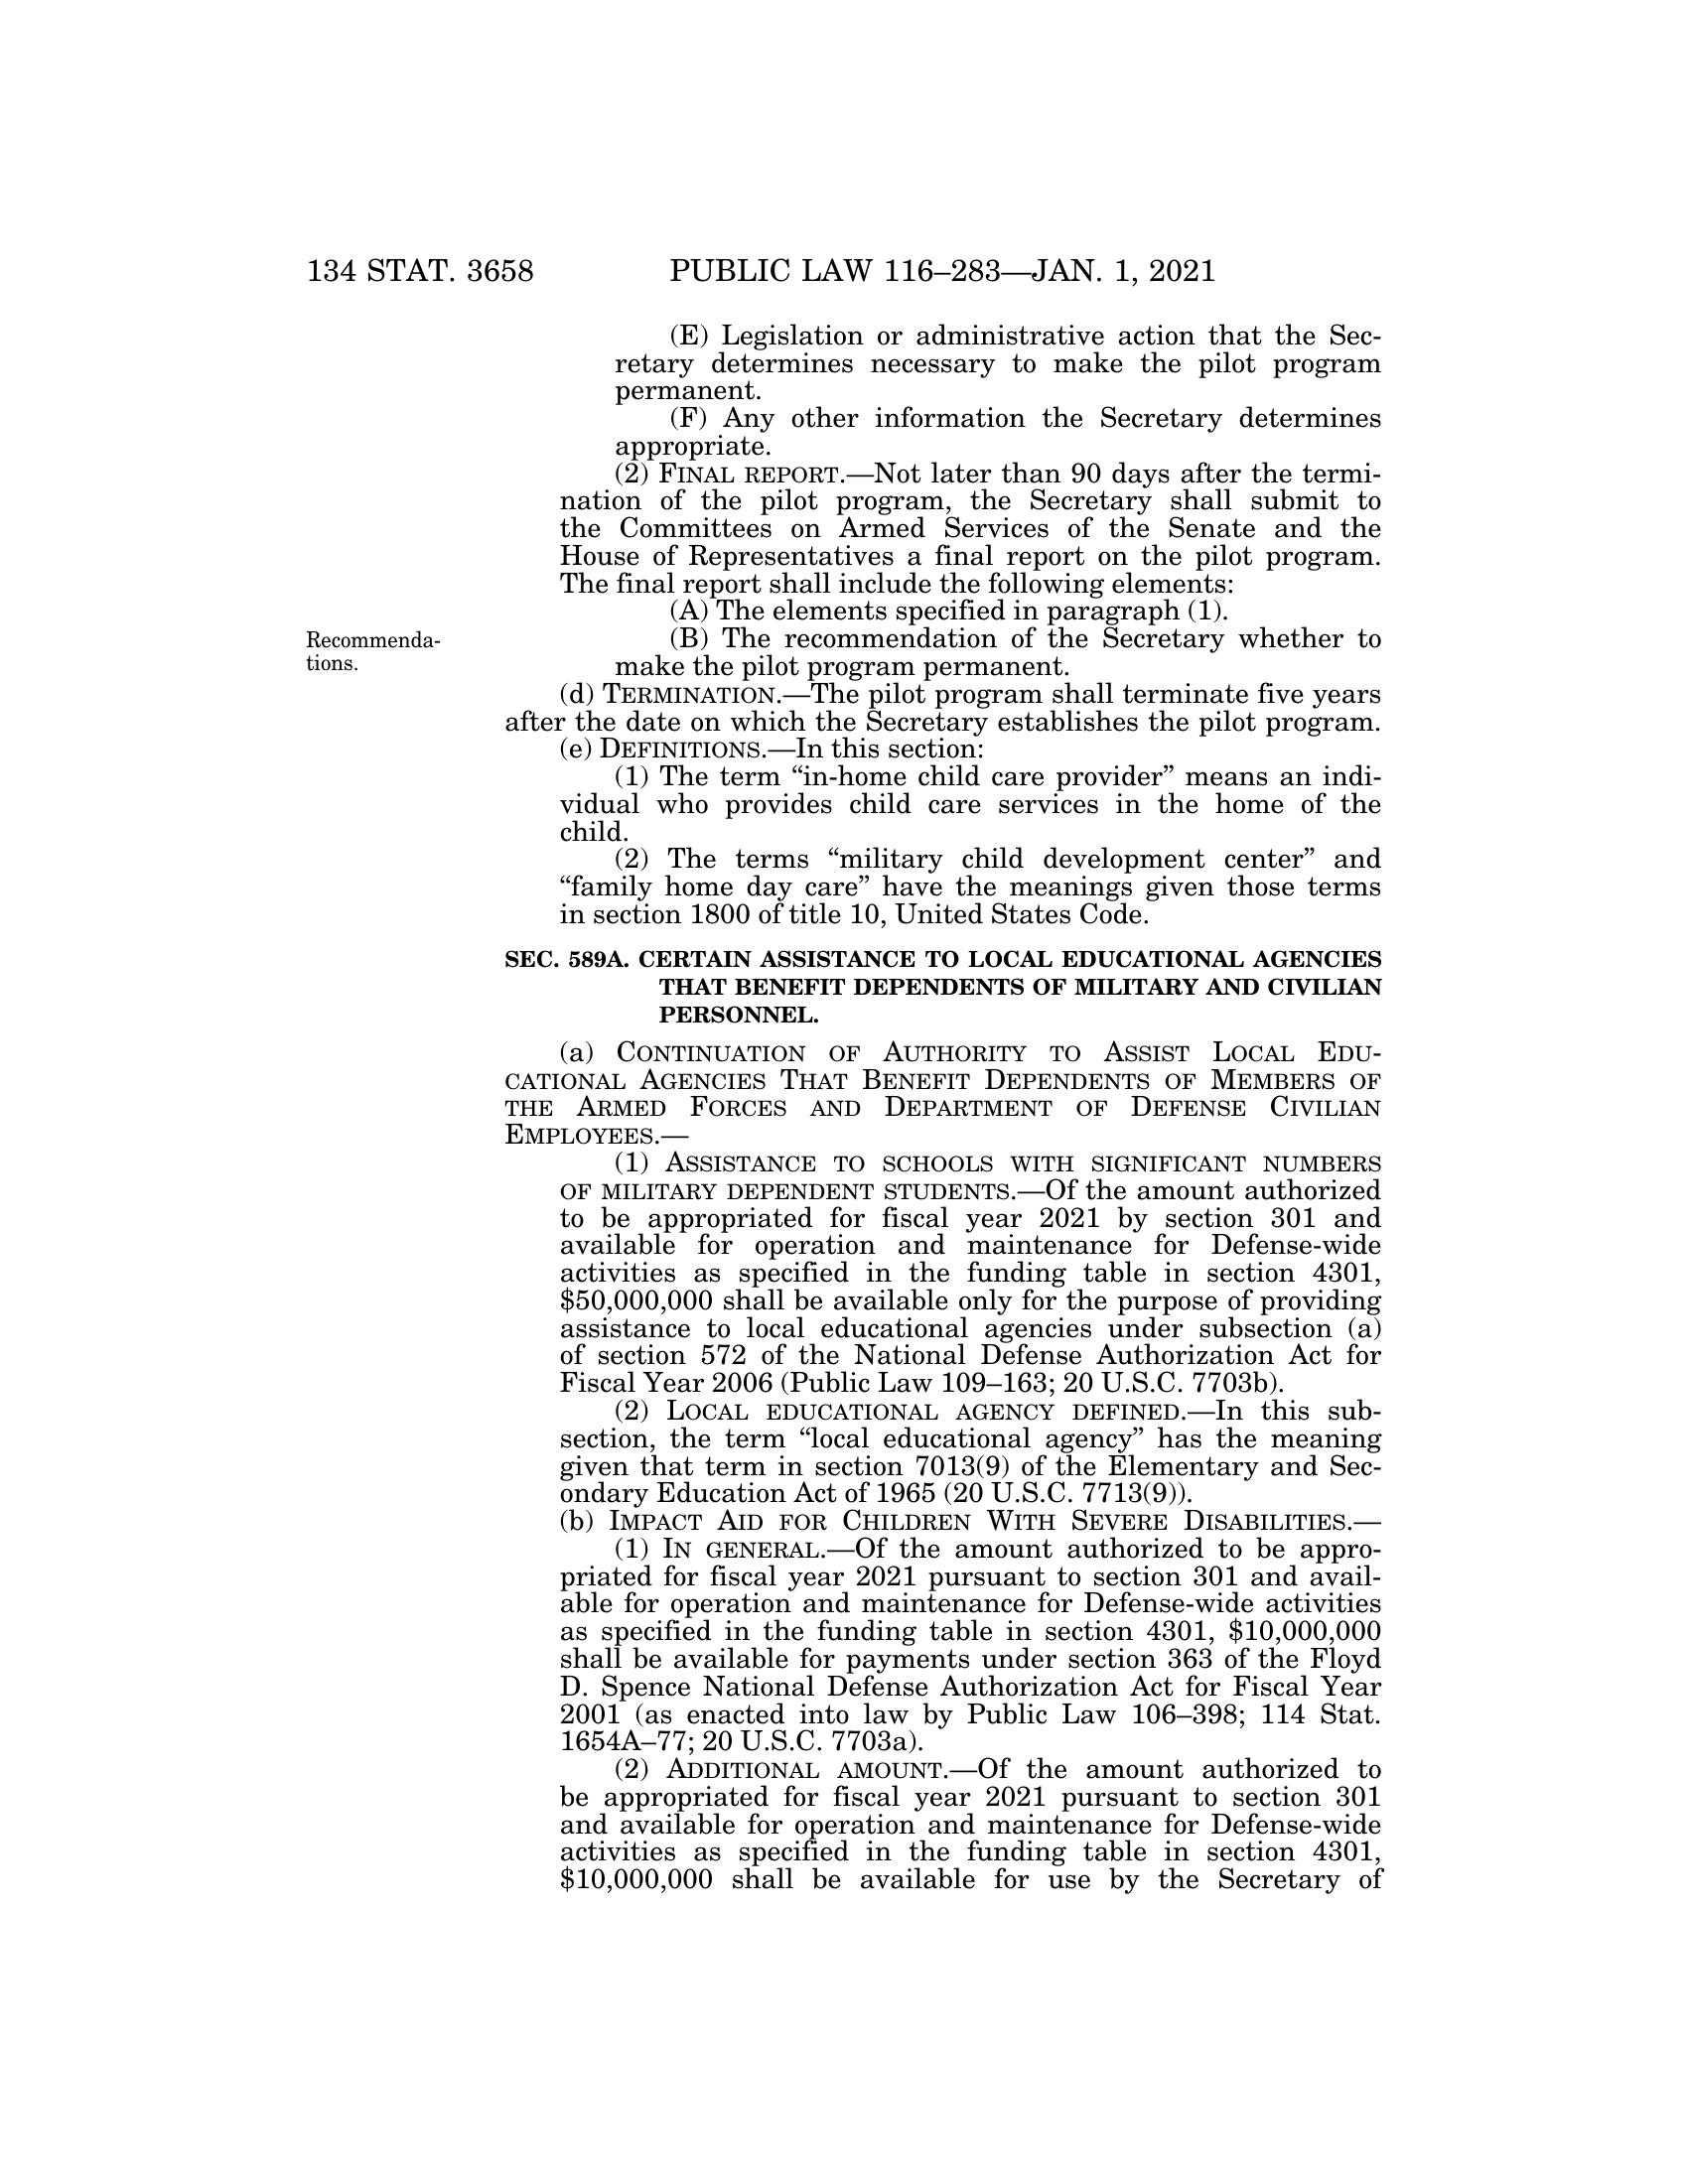 134 STAT. 3658 PUBLIC LAW 116–283—JAN. 1, 2021
(E) Legislation or administrative action that the Sec-
retary determines necessary to make the pilot program
permanent.
(F) Any other information the Secretary determines
appropriate.
(2) FINAL REPORT.—Not later than 90 days after the termi-
nation of the pilot program, the Secretary shall submit to
the Committees on Armed Services of the Senate and the
House of Representatives a final report on the pilot program.
The final report shall include the following elements:
(A) The elements specified in paragraph (1).
Recommenda-
tions.
(B) The recommendation of the Secretary whether to
make the pilot program permanent.
(d) TERMINATION.—The pilot program shall terminate five years
after the date on which the Secretary establishes the pilot program.
(e) DEFINITIONS.—In this section:
(1) The term “in-home child care provider” means an indi-
vidual who provides child care services in the home of the
child.
(2) The terms “military child development center” and
“family home day care” have the meanings given those terms
in section 1800 of title 10, United States Code.
SEC. 589A. CERTAIN ASSISTANCE TO LOCAL EDUCATIONAL AGENCIES
THAT BENEFIT DEPENDENTS OF MILITARY AND CIVILIAN
PERSONNEL.
(a) CONTINUATION OF AUTHORITY TO ASSIST LOCAL EDU-
CATIONAL AGENCIES THAT BENEFIT DEPENDENTS OF MEMBERS OF
THE ARMED FORCES AND DEPARTMENT OF DEFENSE CIVILIAN
EMPLOYEES.—
(1) ASSISTANCE TO SCHOOLS WITH SIGNIFICANT NUMBERS
OF MILITARY DEPENDENT STUDENTS.—Of the amount authorized
to be appropriated for fiscal year 2021 by section 301 and
available for operation and maintenance for Defense-wide
activities as specified in the funding table in section 4301,
$50,000,000 shall be available only for the purpose of providing
assistance to local educational agencies under subsection (a)
of section 572 of the National Defense Authorization Act for
Fiscal Year 2006 (Public Law 109–163; 20 U.S.C. 7703b).
(2) LOCAL EDUCATIONAL AGENCY DEFINED.—In this sub-
section, the term “local educational agency” has the meaning
given that term in section 7013(9) of the Elementary and Sec-
ondary Education Act of 1965 (20 U.S.C. 7713(9)).
(b) IMPACT AID FOR CHILDREN WITH SEVERE DISABILITIES.—
(1) IN GENERAL.—Of the amount authorized to be appro-
priated for fiscal year 2021 pursuant to section 301 and avail-
able for operation and maintenance for Defense-wide activities
as specified in the funding table in section 4301, $10,000,000
shall be available for payments under section 363 of the Floyd
D. Spence National Defense Authorization Act for Fiscal Year
2001 (as enacted into law by Public Law 106–398; 114 Stat.
1654A–77; 20 U.S.C. 7703a).
(2) ADDITIONAL AMOUNT.—Of the amount authorized to
be appropriated for fiscal year 2021 pursuant to section 301
and available for operation and maintenance for Defense-wide
activities as specified in the funding table in section 4301,
$10,000,000 shall be available for use by the Secretary of